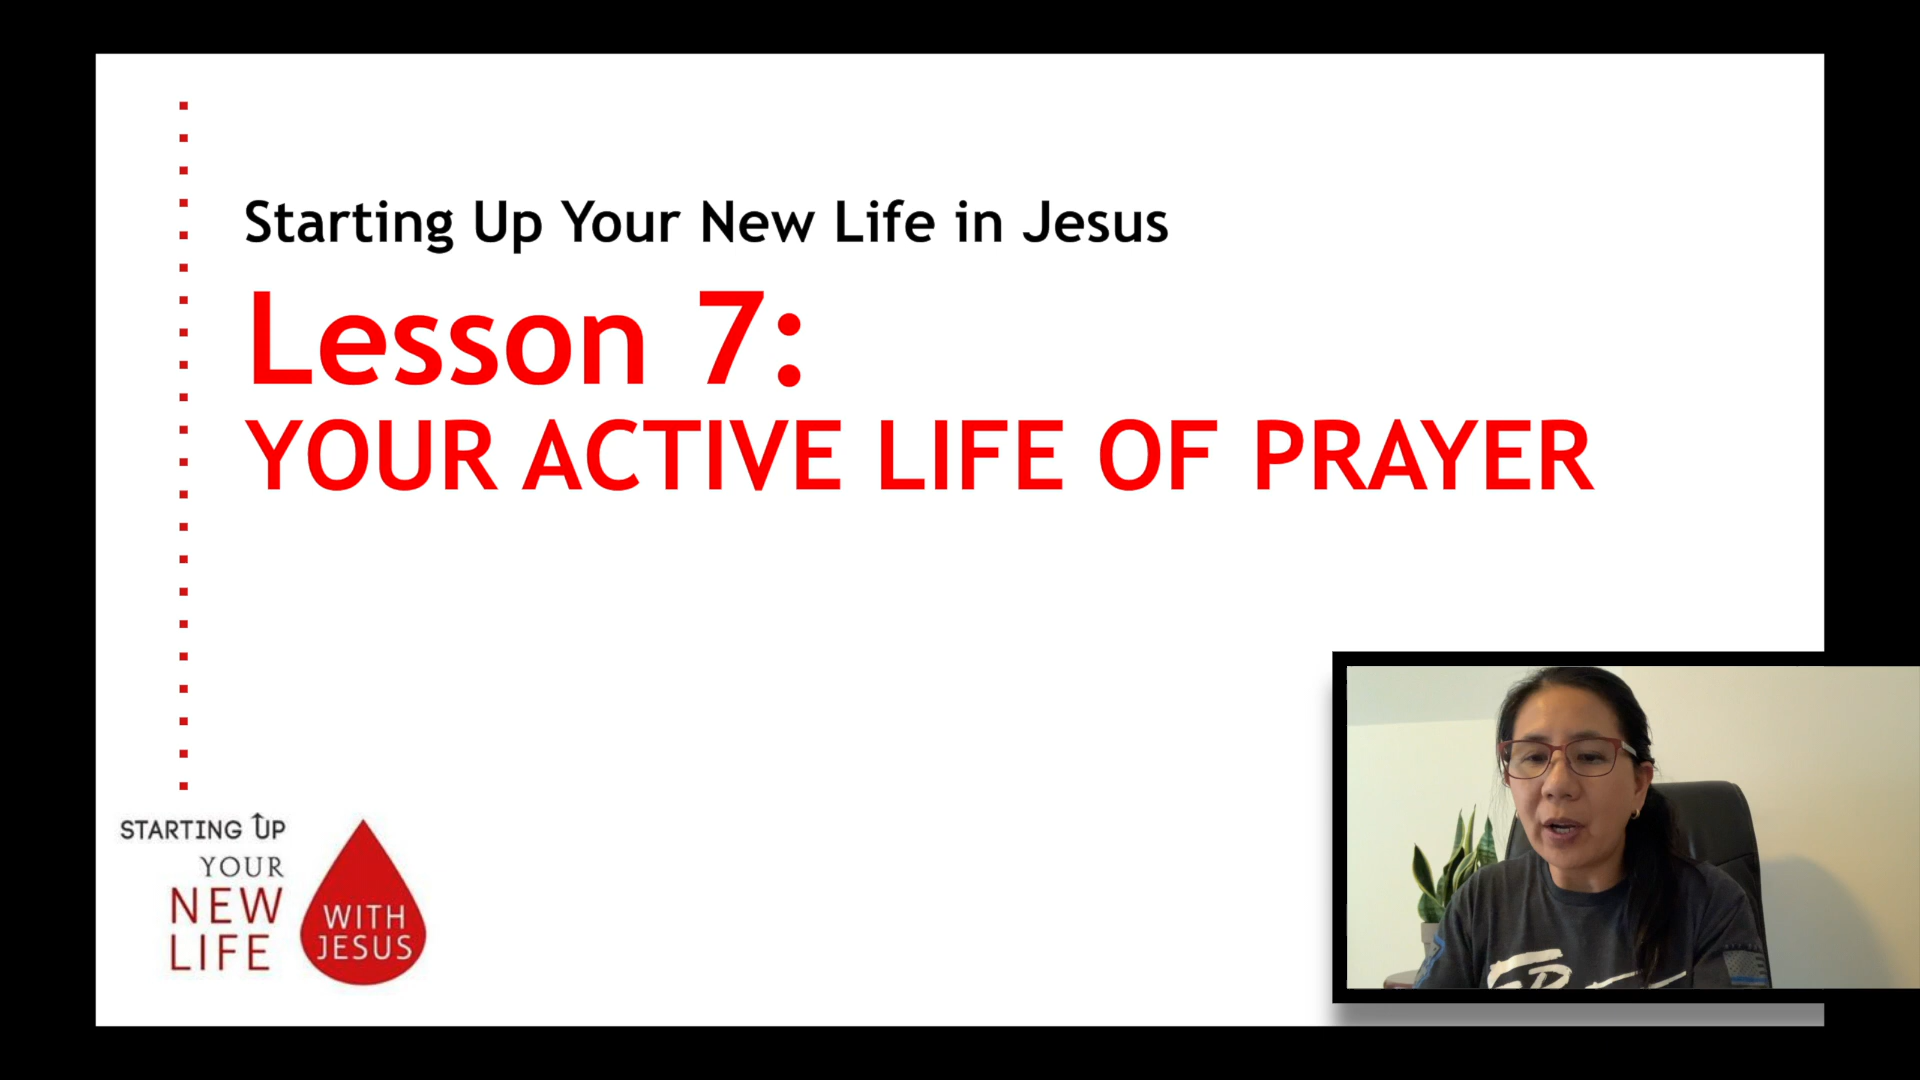 Starting Up Your New Life in Jesus
Lesson 7:
YOUR ACTIVE LIFE OF PRAYER
STARTING UP
YOUR
NEW
LIFE
WITH
JESUS